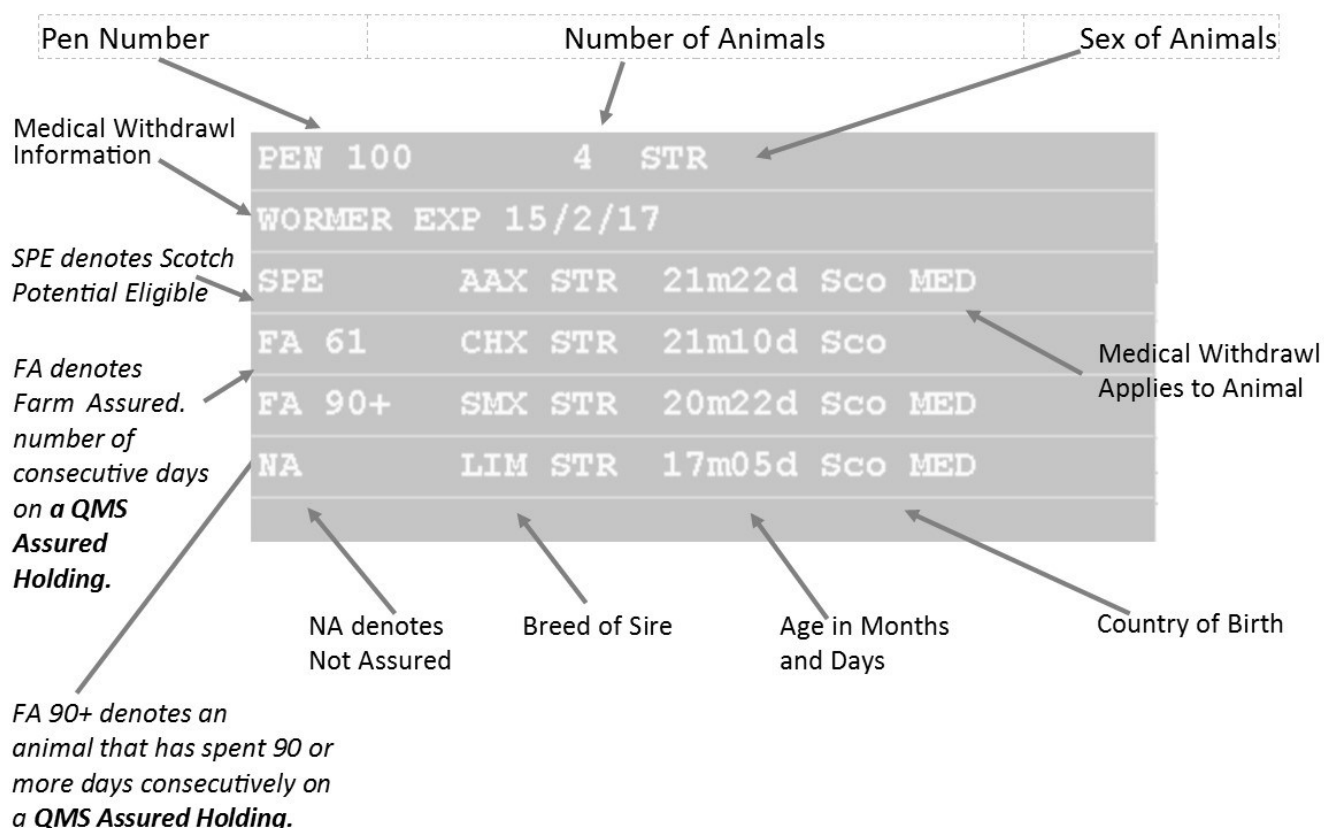 Pen Number
Number of Animals
Sex of Animals
Medical Withdrawl
Information
PEN 100 4 STR
WORMER EXP 15/2/17
SPE denotes Scotch
Potential Eligible
SPE AAX STR 21m22d Sco MED
FA 61 CHX STR 21m10d Sco
FA 90+ SMX STR 20m22d Sco MED
NA LIM STR 17m05d Sco MED
Medical Withdrawl
Applies to Animal
FA denotes
Farm Assured.
number of
consecutive days
on a QMS
Assured
Holding.
NA denotes
Not Assured
Breed of Sire
Age in Months
and Days
Country of Birth
FA 90+ denotes an
animal that has spent 90 or
more days consecutively on
a QMS Assured Holding.